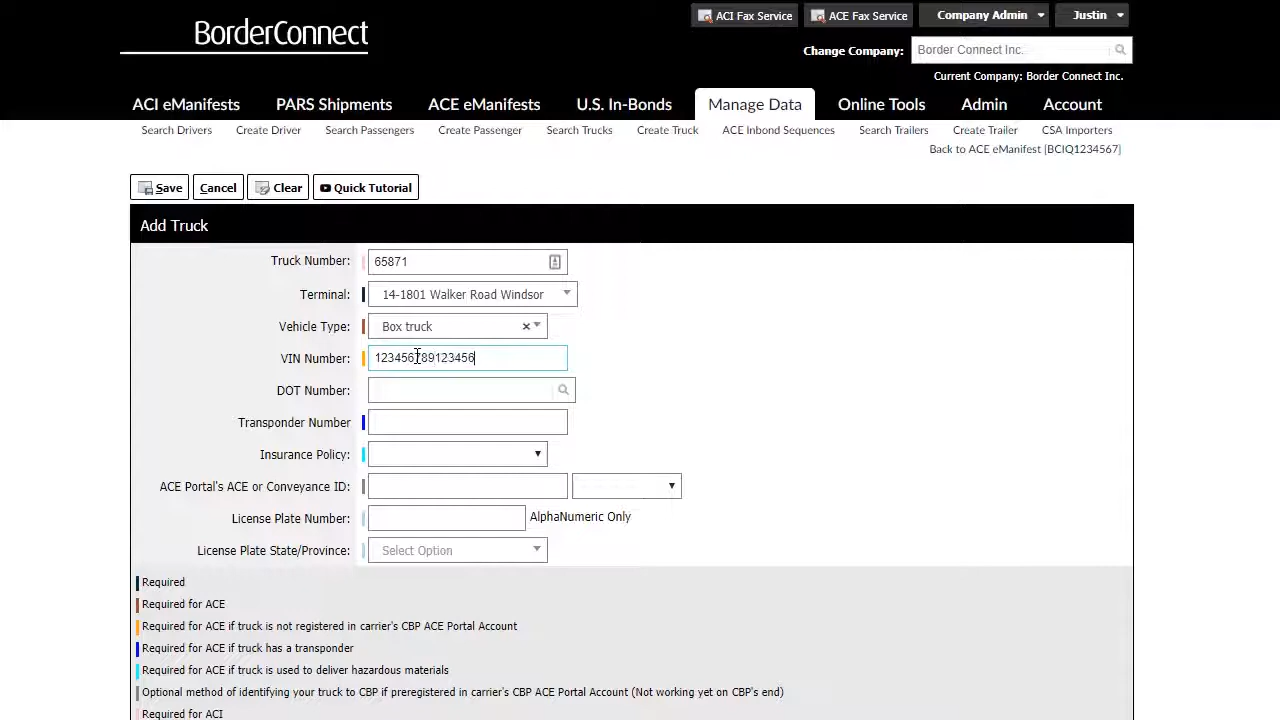 BorderConnect
ACI Fax Service ACE Fax Service Company Admin Justin
Change Company: Border Connect Inc.
Current Company: Border Connect Inc.
ACI eManifests PARS Shipments ACE eManifests U.S. In-Bonds Manage Data Online Tools Admin Account
Search Drivers Create Driver Search Passengers Create Passenger Search Trucks Create Truck ACE Inbond Sequences Search Trailers Create Trailer CSA Importers
Back to ACE eManifest [BCIQ1234567]
Save Cancel Clear Quick Tutorial
Add Truck
Truck Number: 65871
Terminal: 14-1801 Walker Road Windsor
Vehicle Type: Box truck
VIN Number: 123456789123456
DOT Number:
Transponder Number
Insurance Policy:
ACE Portal's ACE or Conveyance ID:
License Plate Number: AlphaNumeric Only
License Plate State/Province: Select Option
Required
Required for ACE
Required for ACE if truck is not registered in carrier's CBP ACE Portal Account
Required for ACE if truck has a transponder
Required for ACE if truck is used to deliver hazardous materials
Optional method of identifying your truck to CBP if preregistered in carrier's CBP ACE Portal Account (Not working yet on CBP's end)
Required for ACI